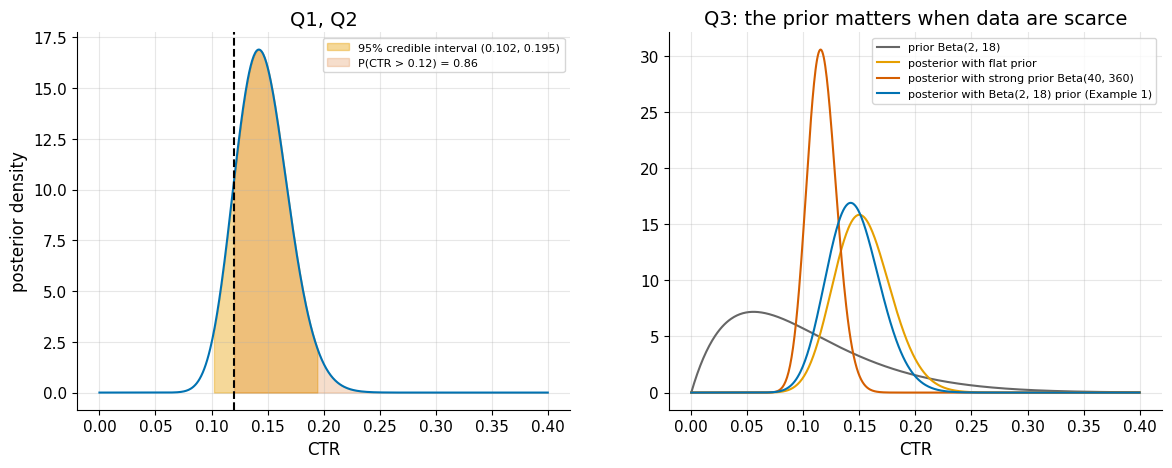 Q1, Q2
95% credible interval (0.102, 0.195)
P(CTR > 0.12) = 0.86
posterior density
17.5
15.0
12.5
10.0
7.5
5.0
2.5
0.0
0.00 0.05 0.10 0.15 0.20 0.25 0.30 0.35 0.40
CTR
Q3: the prior matters when data are scarce
prior Beta(2, 18)
posterior with flat prior
posterior with strong prior Beta(40, 360)
posterior with Beta(2, 18) prior (Example 1)
30
25
20
15
10
5
0
0.00 0.05 0.10 0.15 0.20 0.25 0.30 0.35 0.40
CTR